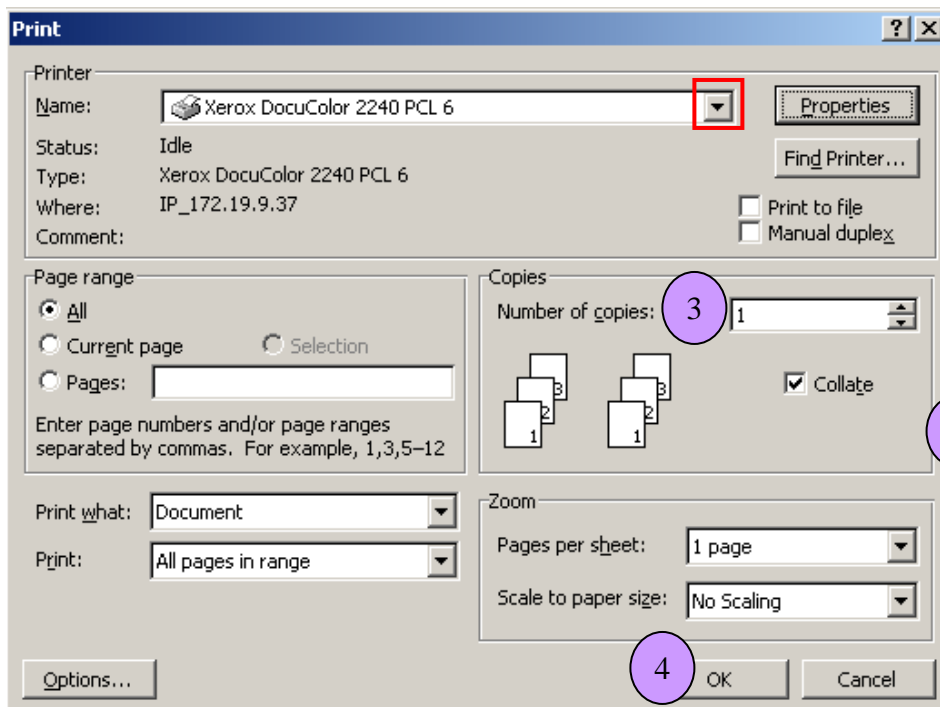 Print
Printer
Name: Xerox DocuColor 2240 PCL 6 Properties
Status: Idle Find Printer...
Type: Xerox DocuColor 2240 PCL 6
Where: IP_172.19.9.37 Print to file
Comment: Manual duplex
Page range
All
Current page Selection
Pages:
Enter page numbers and/or page ranges
separated by commas. For example, 1,3,5–12
Copies
Number of copies: 3 1
1 2 3 1 2 3 Collate
Print what: Document
Print: All pages in range
Zoom
Pages per sheet: 1 page
Scale to paper size: No Scaling
Options... 4 OK Cancel